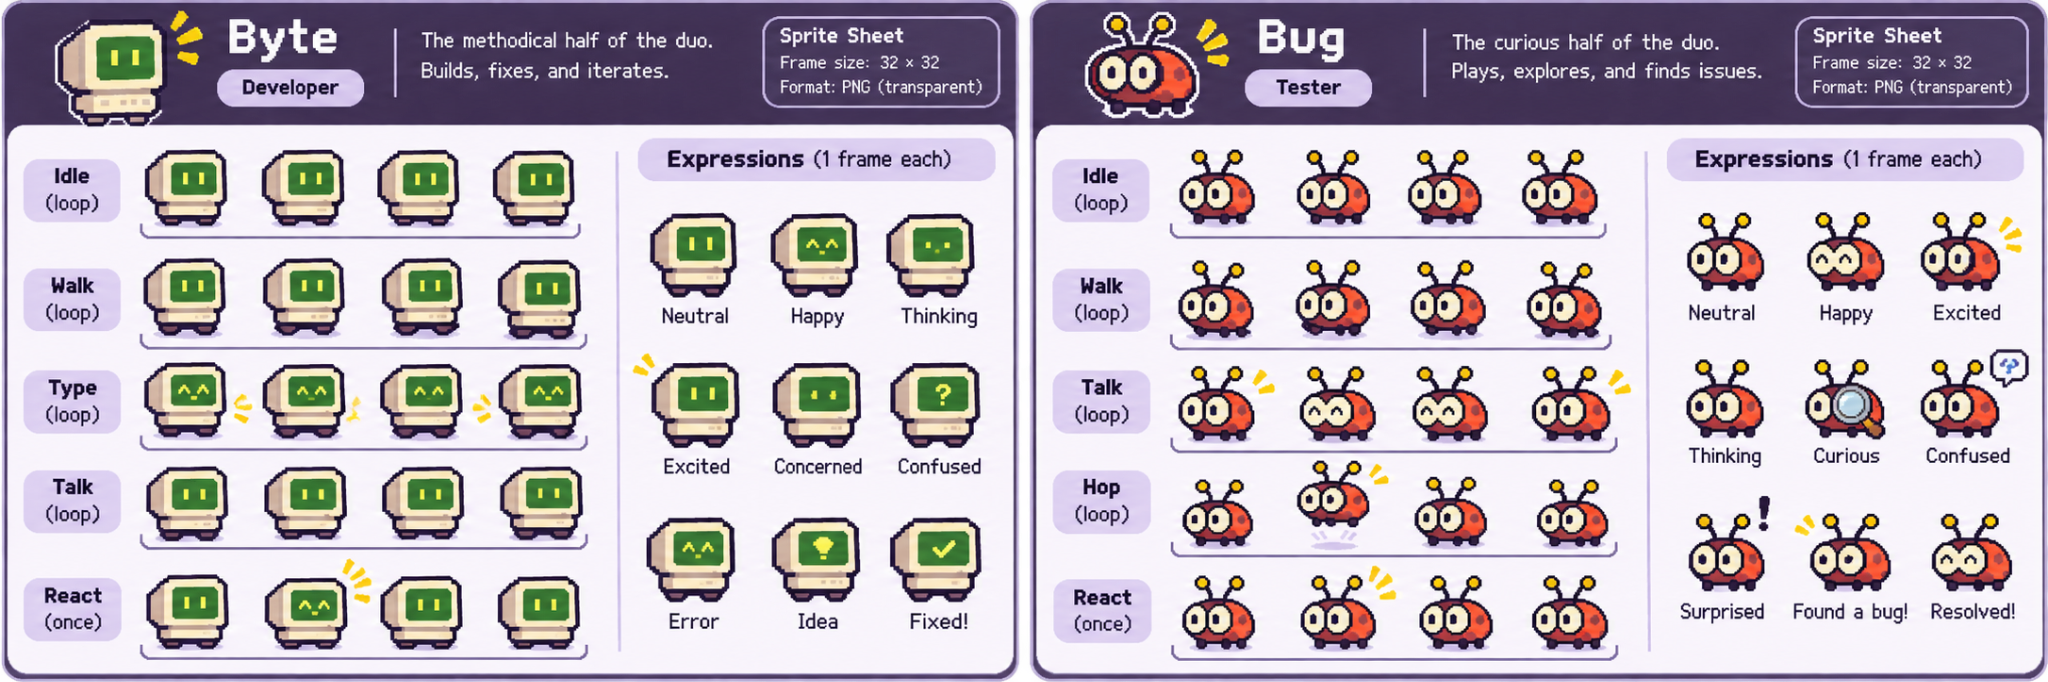 Byte
Developer
The methodical half of the duo.
Builds, fixes, and iterates.
Sprite Sheet
Frame size: 32 × 32
Format: PNG (transparent)
Idle
(loop)
Walk
(loop)
Type
(loop)
Talk
(loop)
React
(once)
Expressions (1 frame each)
Neutral
Happy
Thinking
?
Excited
Concerned
Confused
Error
Idea
Fixed!
Bug
Tester
The curious half of the duo.
Plays, explores, and finds issues.
Sprite Sheet
Frame size: 32 × 32
Format: PNG (transparent)
Idle
(loop)
Walk
(loop)
Talk
(loop)
Hop
(loop)
React
(once)
Expressions (1 frame each)
Neutral
Happy
Excited
?
Thinking
Curious
Confused
!
Surprised
Found a bug!
Resolved!